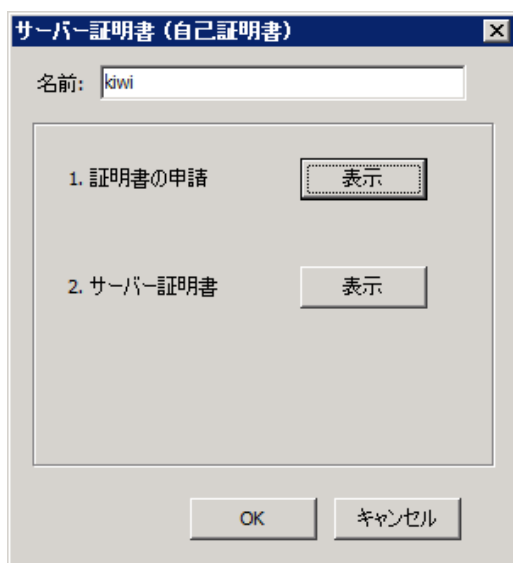 サーバー証明書（自己証明書）
名前: kiwi
1. 証明書の申請 表示
2. サーバー証明書 表示
OK キャンセル